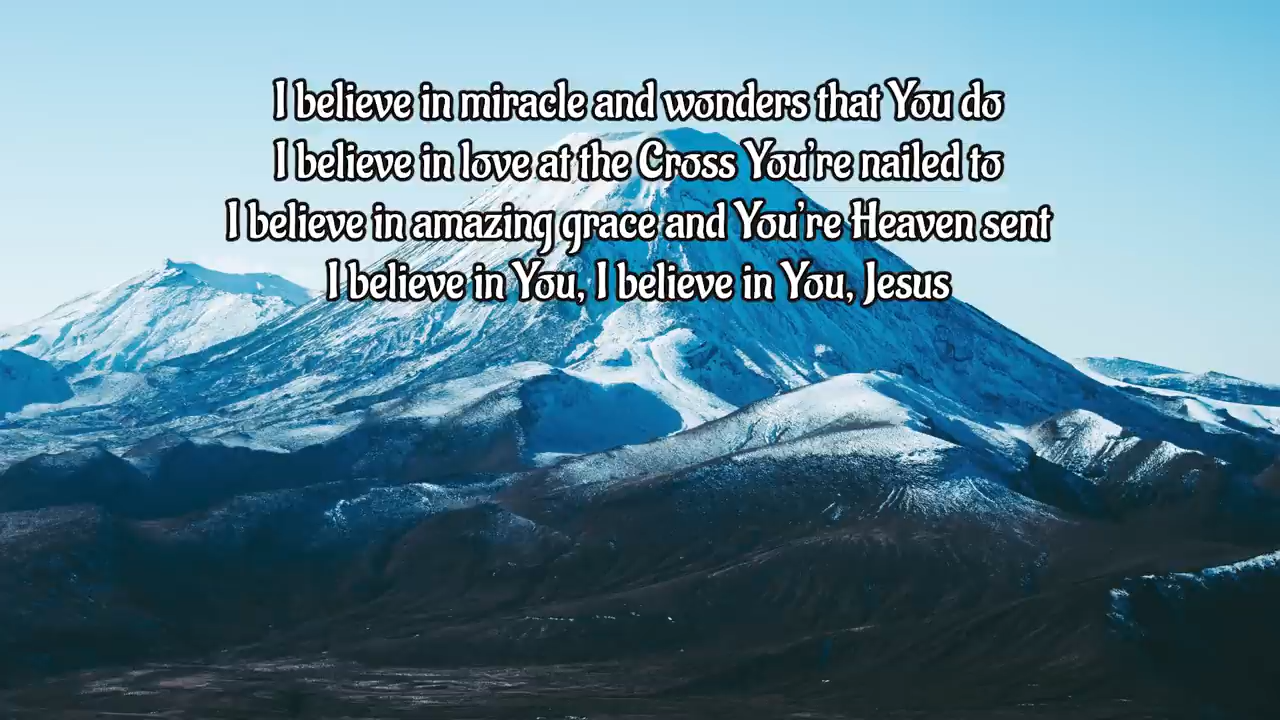 I believe in miracle and wonders that You do
I believe in love at the Cross You're nailed to
I believe in amazing grace and You're Heaven sent
I believe in You, I believe in You, Jesus